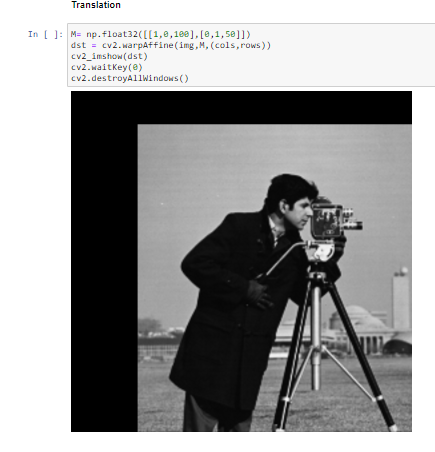 Translation
In [ ]: M= np.float32([[1,0,100],[0,1,50]])
dst = cv2.warpAffine(img,M,(cols,rows))
cv2_imshow(dst)
cv2.waitKey(0)
cv2.destroyAllWindows()